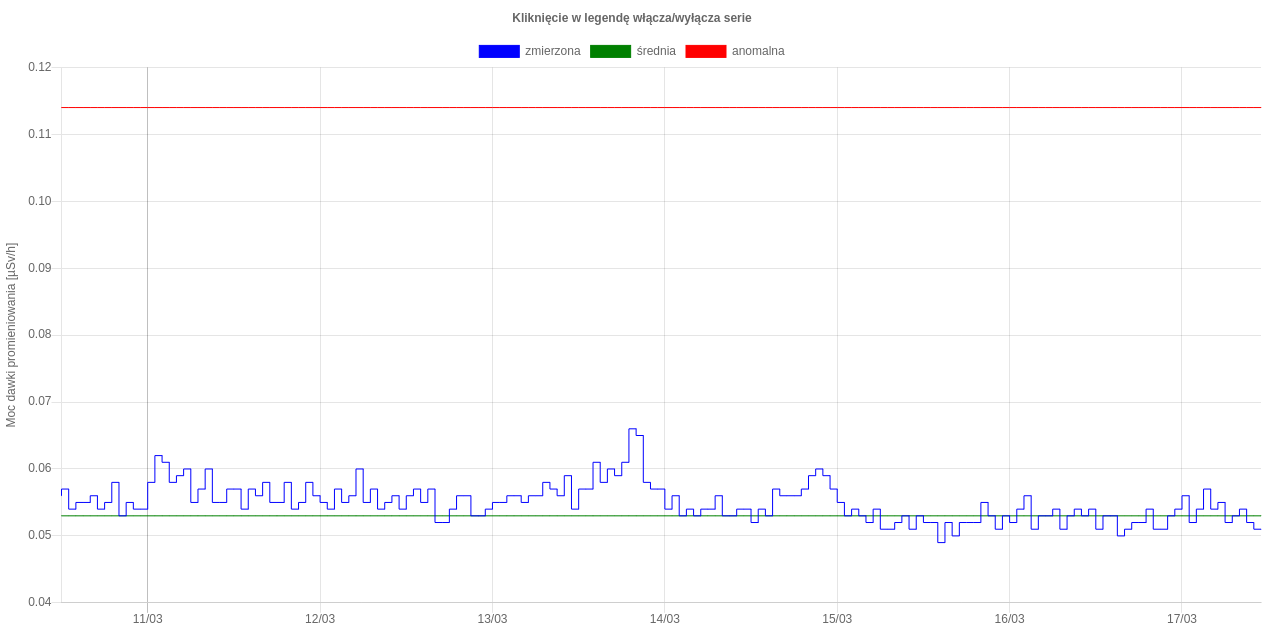 Kliknięcie w legendę włącza/wyłącza serie
zmierzona średnia anomalna
Moc dawki promieniowania [µSv/h]
0.12
0.11
0.10
0.09
0.08
0.07
0.06
0.05
0.04
11/03 12/03 13/03 14/03 15/03 16/03 17/03